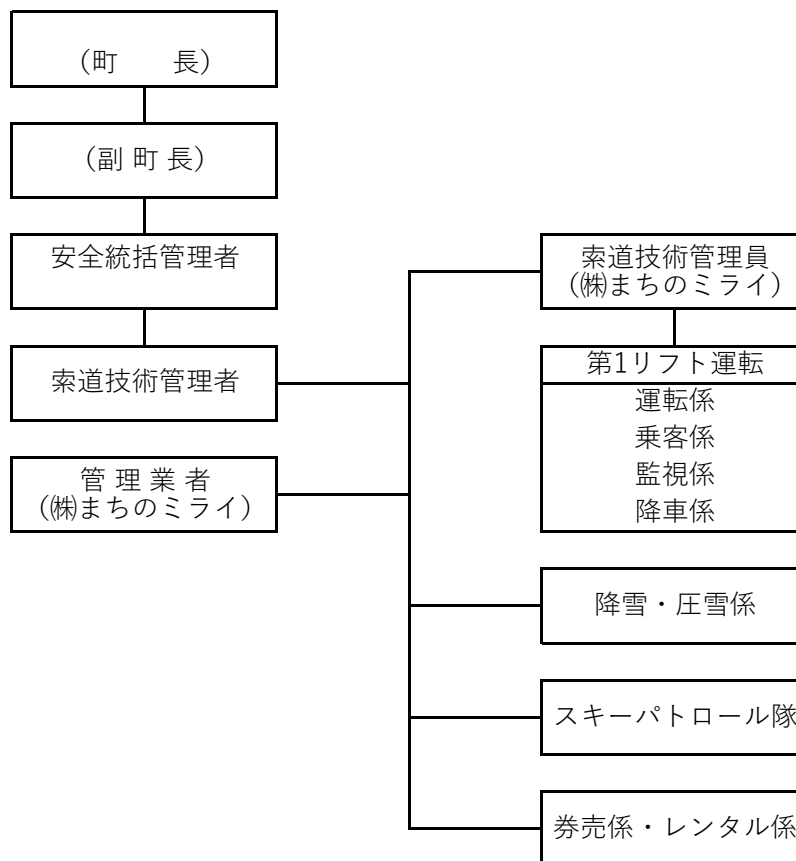 (町　　長)
(副 町 長)
安全統括管理者
索道技術管理者
管 理 業 者
(㈱まちのミライ)
索道技術管理員
(㈱まちのミライ)
第1リフト運転
運転係
乗客係
監視係
降車係
降雪・圧雪係
スキーパトロール隊
券売係・レンタル係